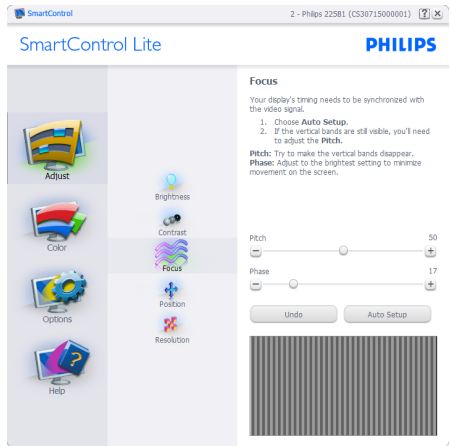 SmartControl
2 - Philips 225B1 (CS30715000001)
SmartControl Lite
PHILIPS
Adjust
Color
Options
Help
Brightness
Contrast
Focus
Position
Resolution
Focus
Your display's timing needs to be synchronized with
the video signal.
1. Choose Auto Setup.
2. If the vertical bands are still visible, you'll need
to adjust the Pitch.
Pitch: Try to make the vertical bands disappear.
Phase: Adjust to the brightest setting to minimize
movement on the screen.
Pitch 50
Phase 17
Undo Auto Setup